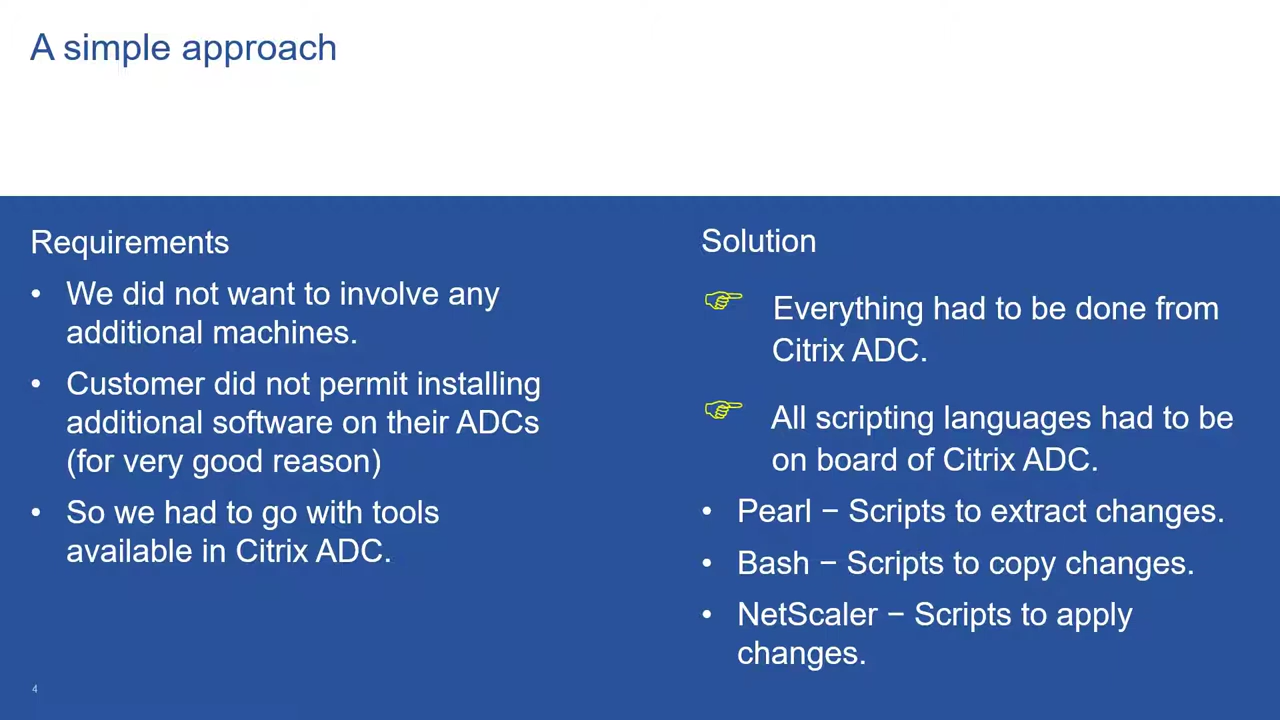 A simple approach
Requirements
• We did not want to involve any
additional machines.
• Customer did not permit installing
additional software on their ADCs
(for very good reason)
• So we had to go with tools
available in Citrix ADC.
Solution
Everything had to be done from
Citrix ADC.
All scripting languages had to be
on board of Citrix ADC.
• Pearl − Scripts to extract changes.
• Bash − Scripts to copy changes.
• NetScaler − Scripts to apply
changes.
4